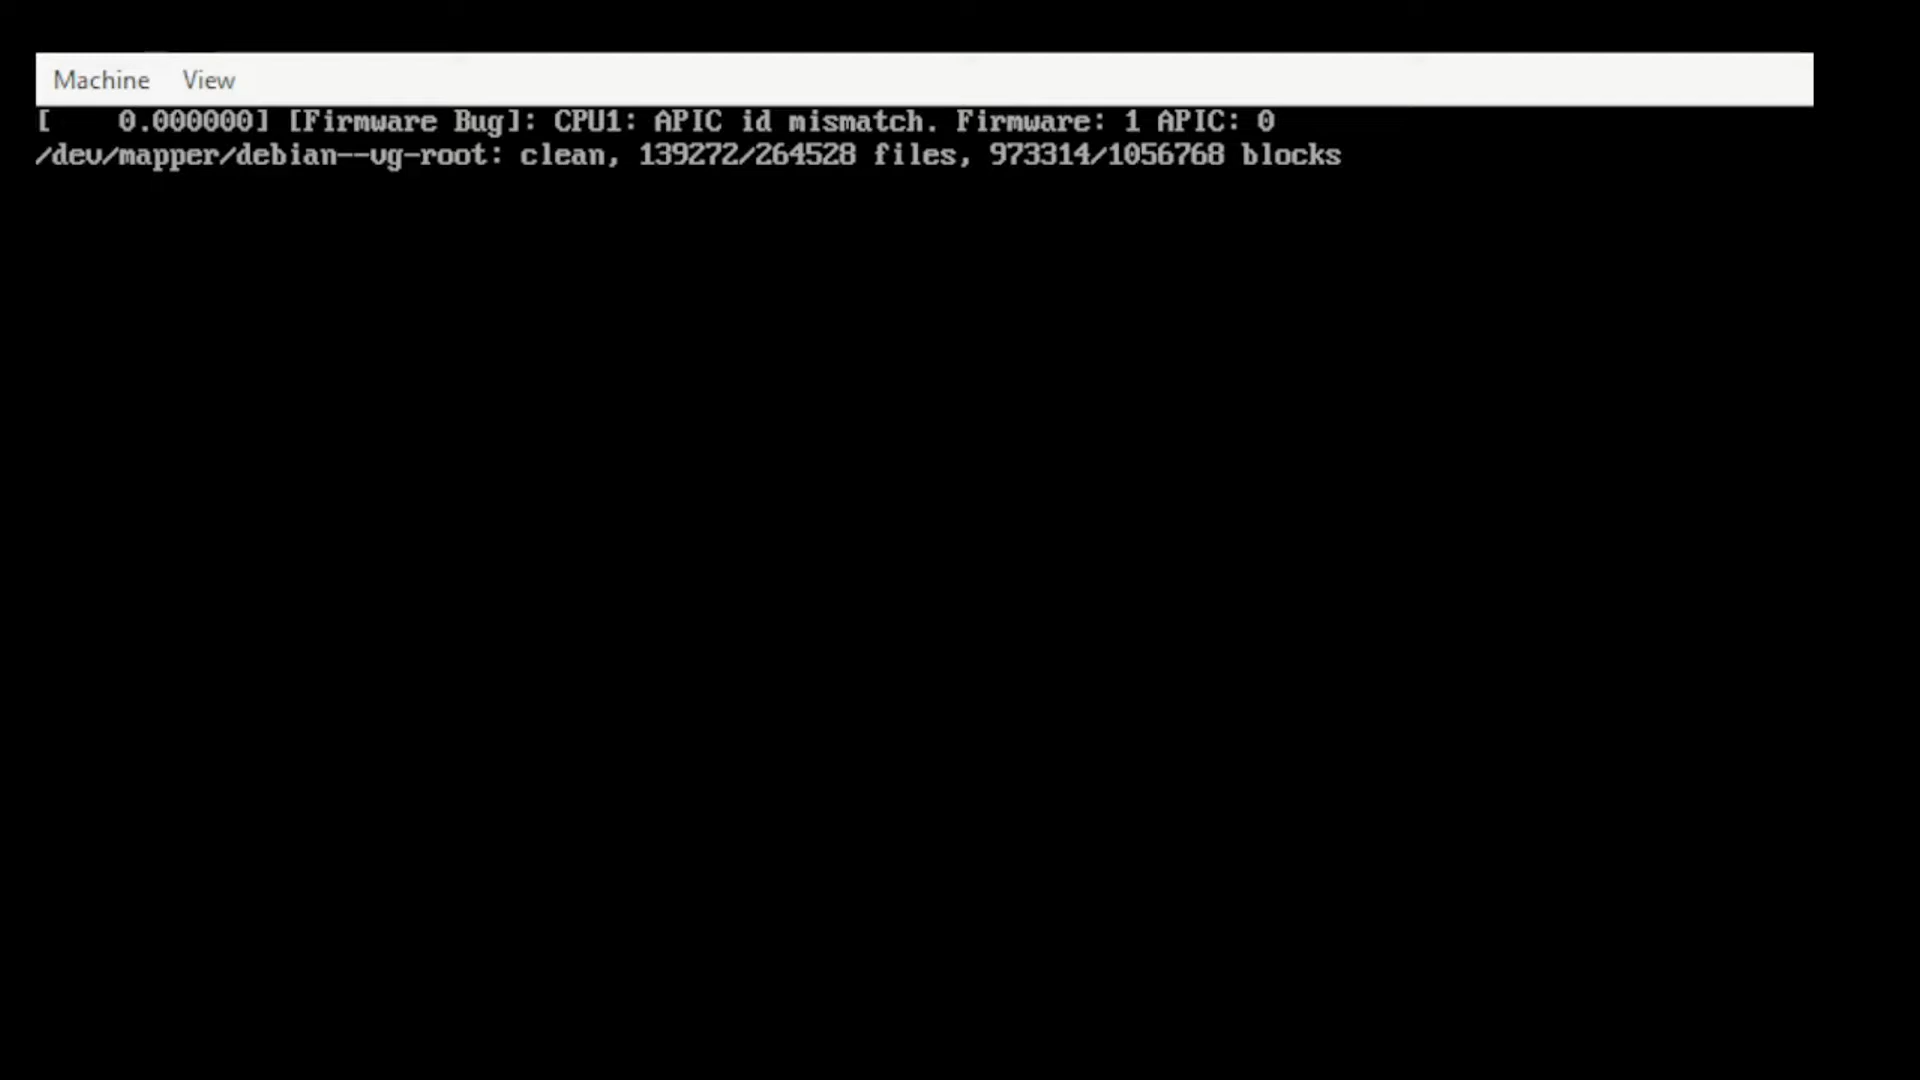 Machine View
[    0.000000] [Firmware Bug]: CPU1: APIC id mismatch. Firmware: 1 APIC: 0
/dev/mapper/debian--vg-root: clean, 139272/264528 files, 973314/1056768 blocks